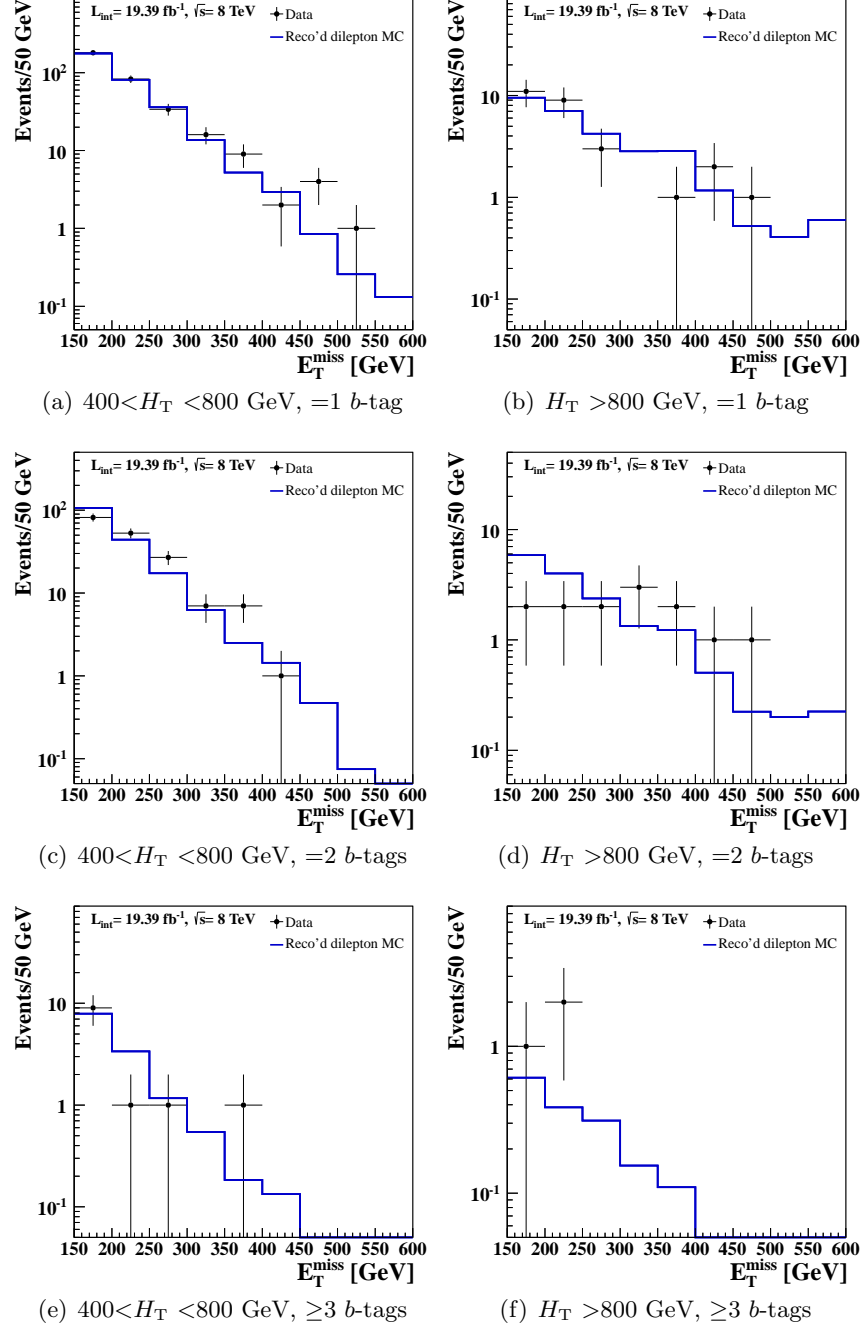 L_int= 19.39 fb⁻¹, √s= 8 TeV
Data
Reco'd dilepton MC
Events/50 GeV
10²
10
1
10⁻¹
150 200 250 300 350 400 450 500 550 600
E_T^miss [GeV]
(a) 400<H_T <800 GeV, =1 b-tag
L_int= 19.39 fb⁻¹, √s= 8 TeV
Data
Reco'd dilepton MC
Events/50 GeV
10
1
10⁻¹
150 200 250 300 350 400 450 500 550 600
E_T^miss [GeV]
(b) H_T >800 GeV, =1 b-tag
L_int= 19.39 fb⁻¹, √s= 8 TeV
Data
Reco'd dilepton MC
Events/50 GeV
10²
10
1
10⁻¹
150 200 250 300 350 400 450 500 550 600
E_T^miss [GeV]
(c) 400<H_T <800 GeV, =2 b-tags
L_int= 19.39 fb⁻¹, √s= 8 TeV
Data
Reco'd dilepton MC
Events/50 GeV
10
1
10⁻¹
150 200 250 300 350 400 450 500 550 600
E_T^miss [GeV]
(d) H_T >800 GeV, =2 b-tags
L_int= 19.39 fb⁻¹, √s= 8 TeV
Data
Reco'd dilepton MC
Events/50 GeV
10
1
10⁻¹
150 200 250 300 350 400 450 500 550 600
E_T^miss [GeV]
(e) 400<H_T <800 GeV, ≥3 b-tags
L_int= 19.39 fb⁻¹, √s= 8 TeV
Data
Reco'd dilepton MC
Events/50 GeV
1
10⁻¹
150 200 250 300 350 400 450 500 550 600
E_T^miss [GeV]
(f) H_T >800 GeV, ≥3 b-tags